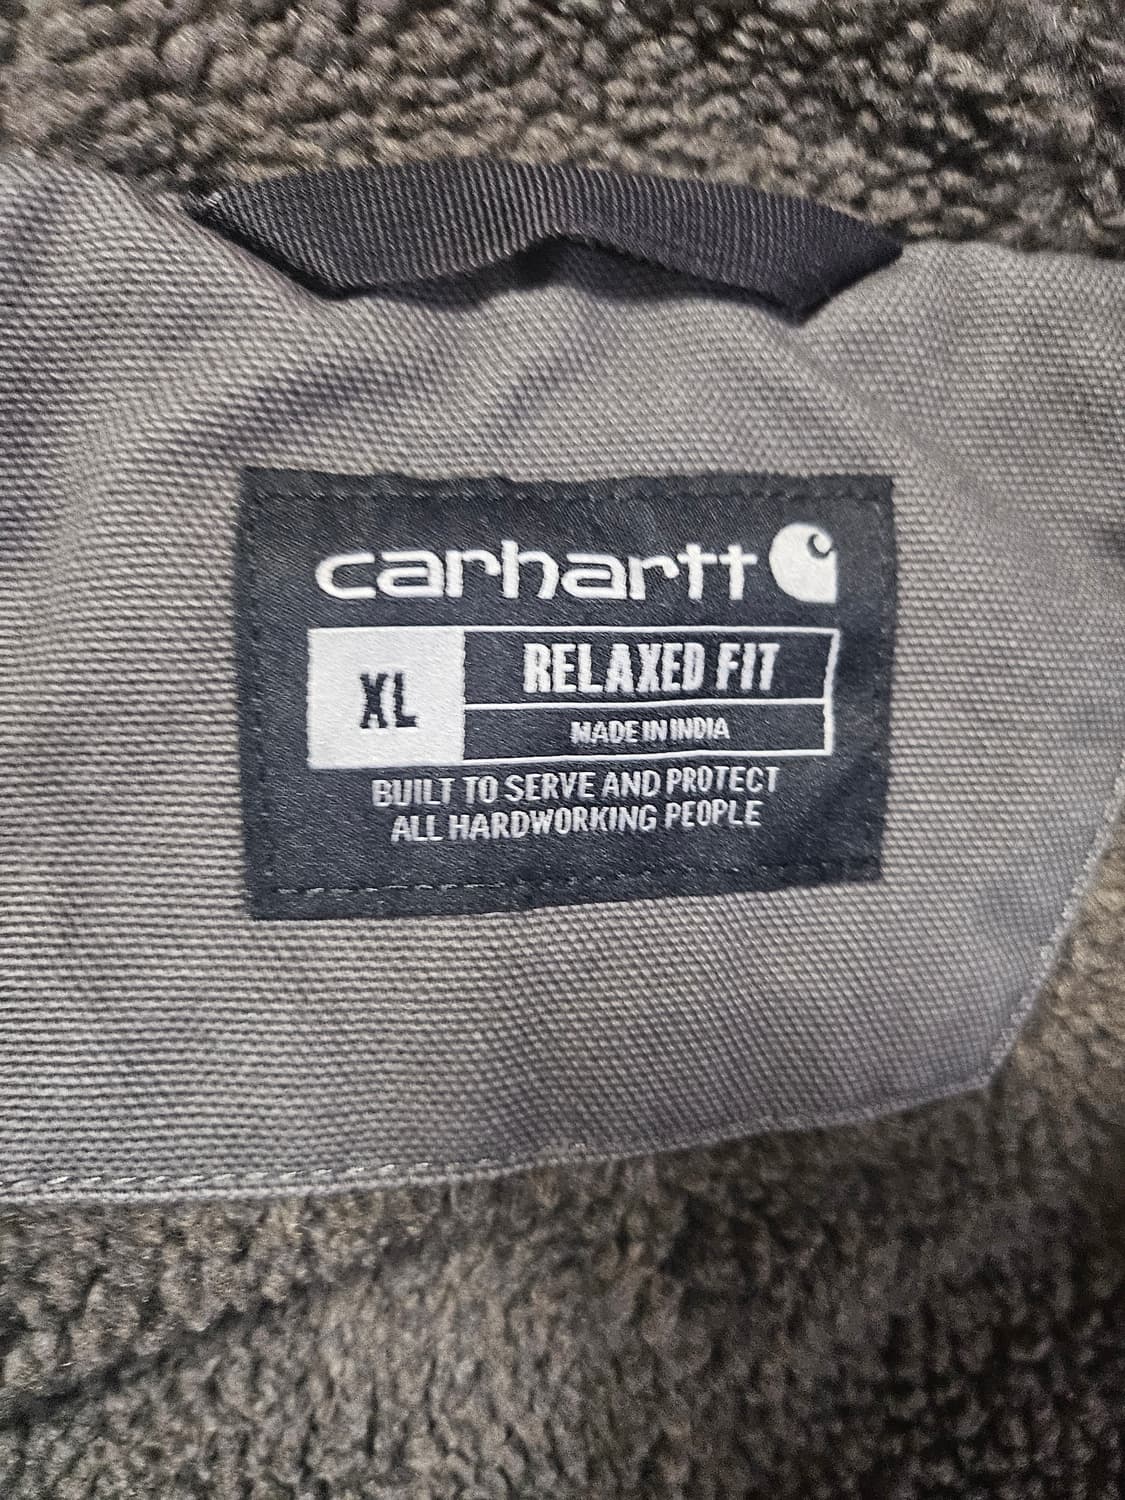 carhartt
XL
RELAXED FIT
MADE IN INDIA
BUILT TO SERVE AND PROTECT
ALL HARDWORKING PEOPLE